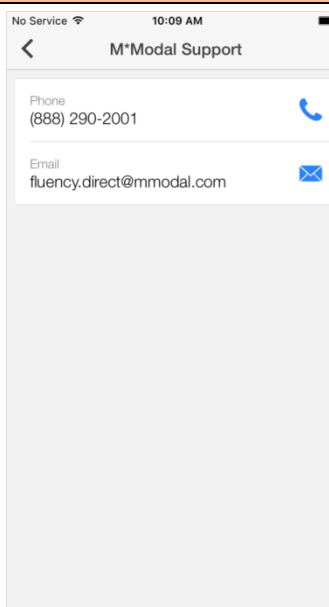 No Service 10:09 AM
M*Modal Support
Phone
(888) 290-2001
Email
fluency.direct@mmodal.com